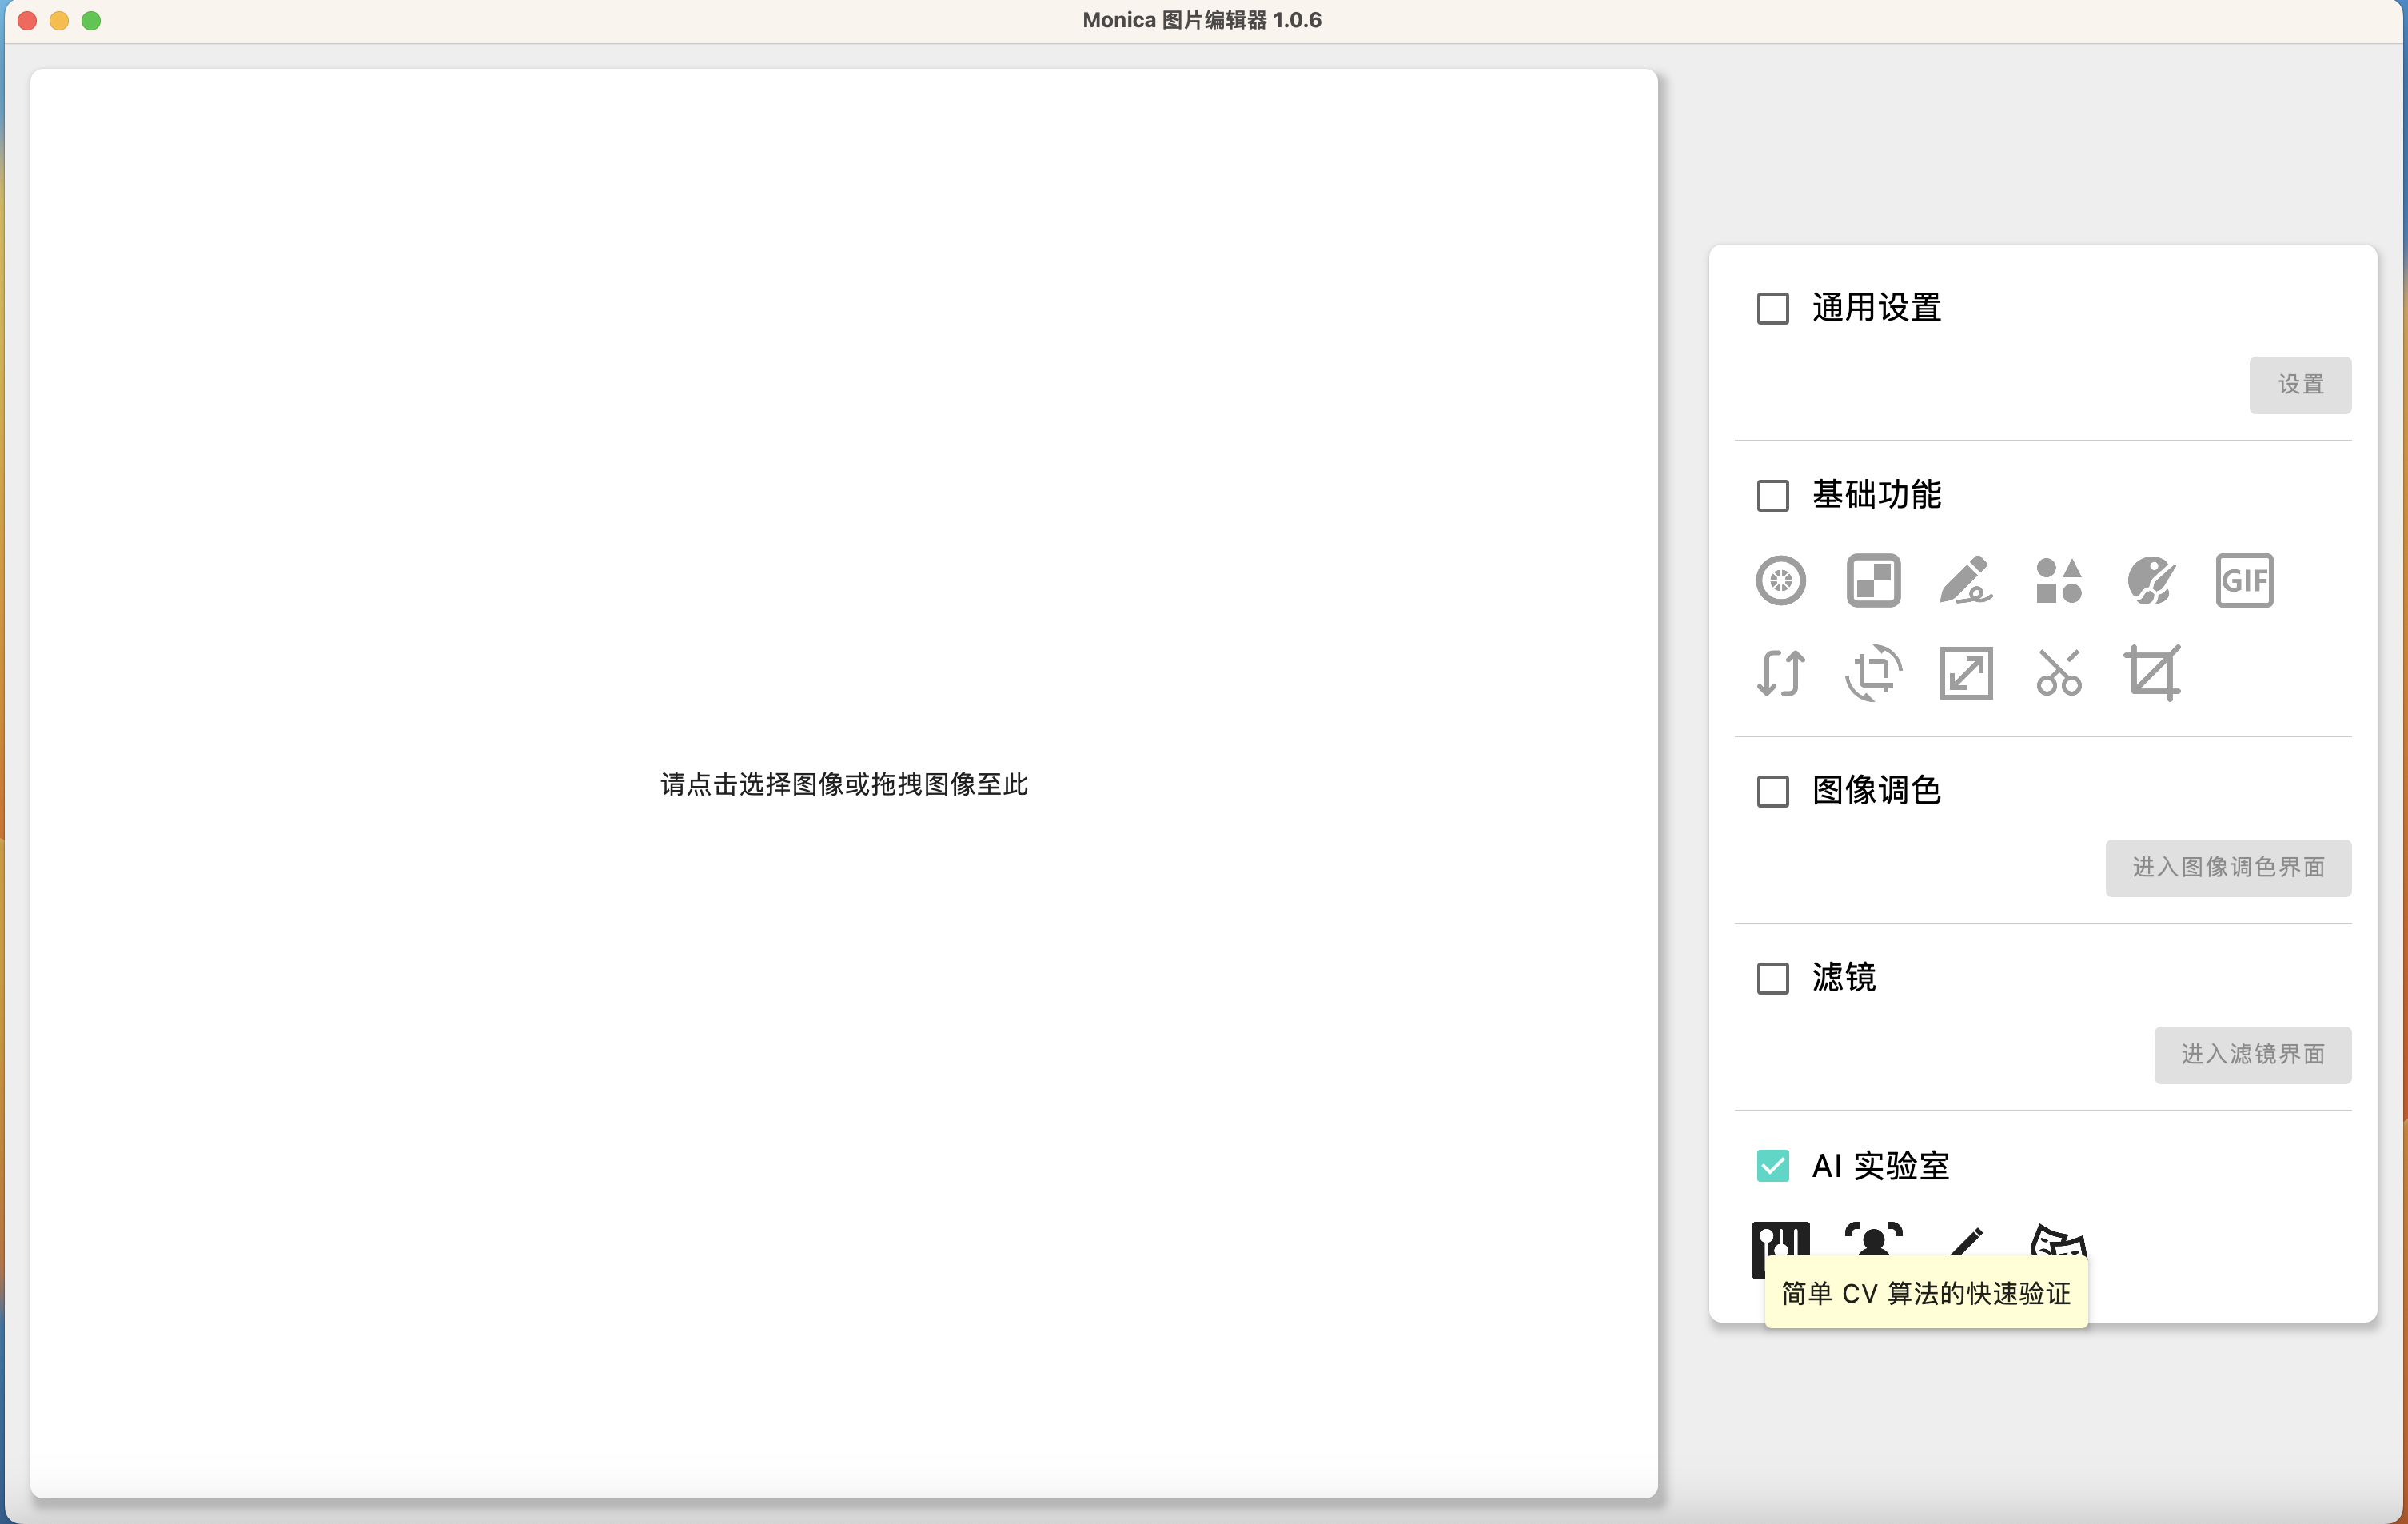 Monica 图片编辑器 1.0.6
请点击选择图像或拖拽图像至此
通用设置
设置
基础功能
GIF
图像调色
进入图像调色界面
滤镜
进入滤镜界面
AI 实验室
简单 CV 算法的快速验证